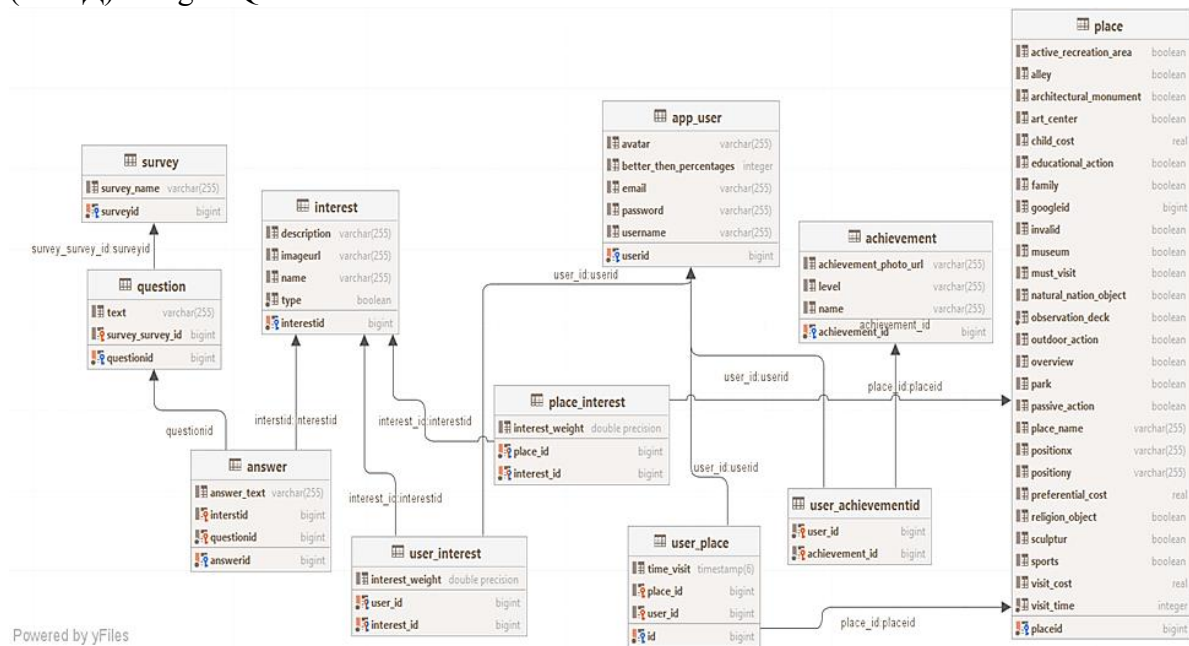 survey
survey_name varchar(255)
surveyid bigint
survey_survey_id:surveyid
question
text varchar(255)
survey_survey_id bigint
questionid bigint
questionid
answer
answer_text varchar(255)
interstid bigint
questionid bigint
answerid bigint
interest
description varchar(255)
imageurl varchar(255)
name varchar(255)
type boolean
interestid bigint
interstid:interestid
interest_id:interestid
interest_id:interestid
user_interest
interest_weight double precision
user_id bigint
interest_id bigint
place_interest
interest_weight double precision
place_id bigint
interest_id bigint
app_user
avatar varchar(255)
better_then_percentages integer
email varchar(255)
password varchar(255)
username varchar(255)
userid bigint
user_id:userid
user_id:userid
user_id:userid
user_place
time_visit timestamp(6)
place_id bigint
user_id bigint
id bigint
achievement
achievement_photo_url varchar(255)
level varchar(255)
name varchar(255)
achievement_id bigint
achievement_id
place_id:placeid
user_achievementid
user_id bigint
achievement_id bigint
place_id:placeid
place
active_recreation_area boolean
alley boolean
architectural_monument boolean
art_center boolean
child_cost real
educational_action boolean
family boolean
googleid bigint
invalid boolean
museum boolean
must_visit boolean
natural_nation_object boolean
observation_deck boolean
outdoor_action boolean
overview boolean
park boolean
passive_action boolean
place_name varchar(255)
positionx varchar(255)
positiony varchar(255)
preferential_cost real
religion_object boolean
sculptur boolean
sports boolean
visit_cost real
visit_time integer
placeid bigint
Powered by yFiles